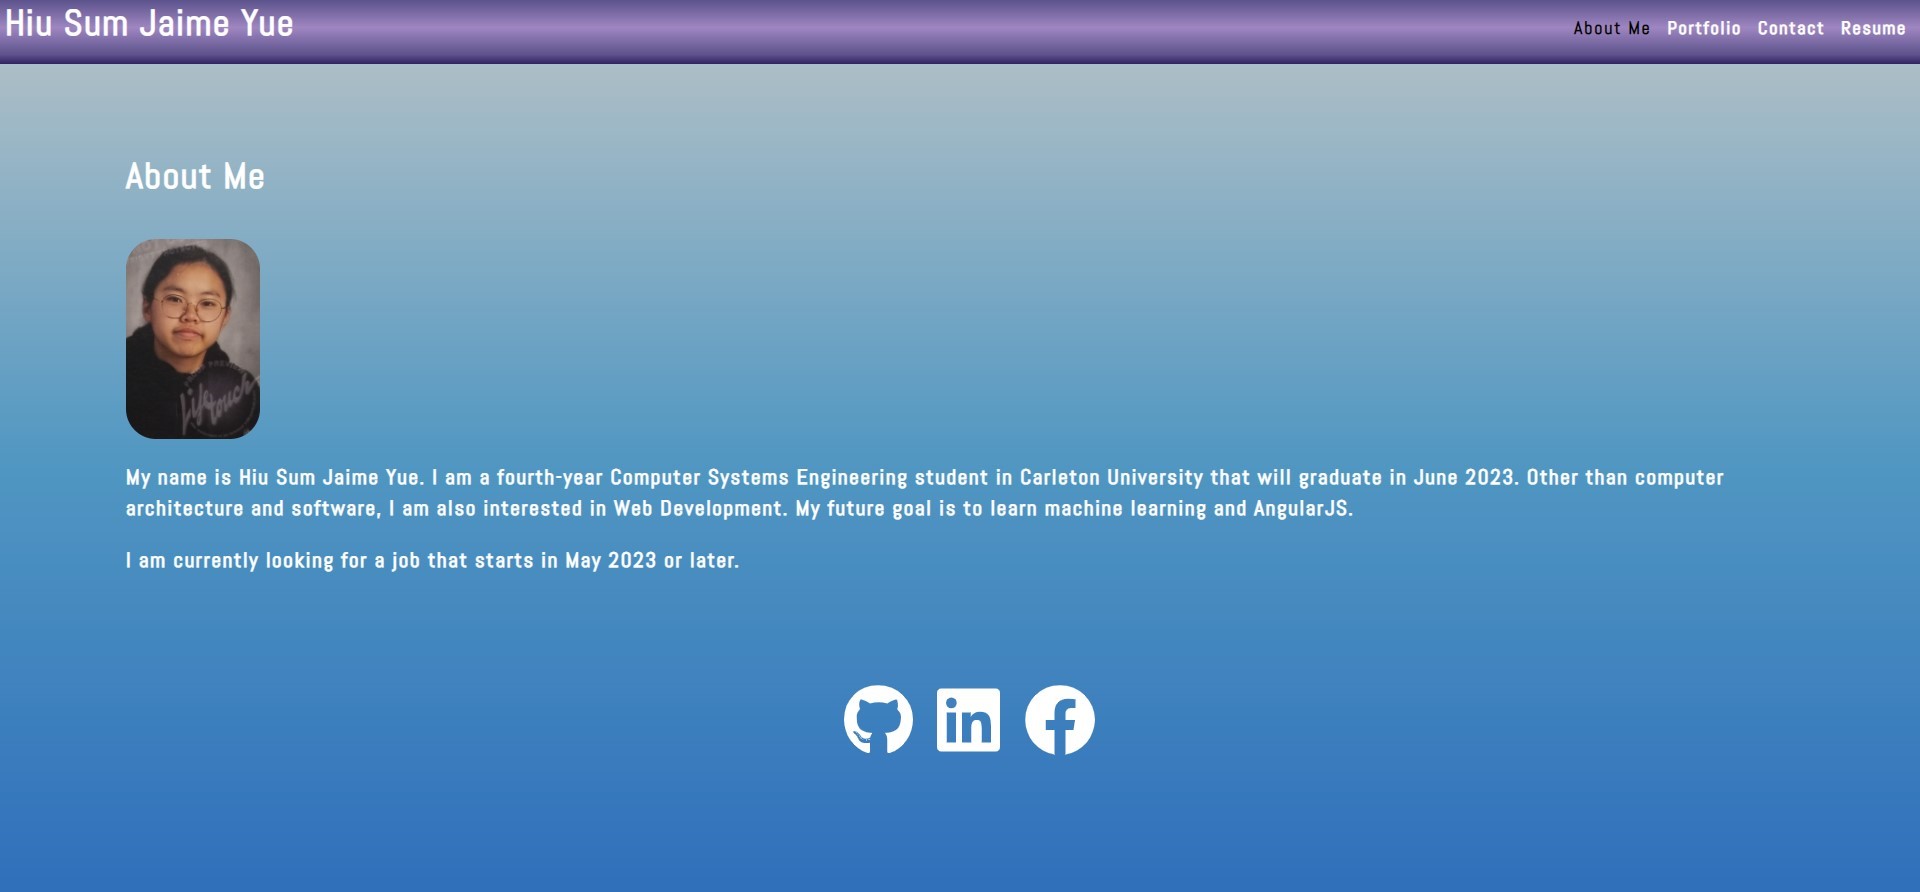 Hiu Sum Jaime Yue
About Me Portfolio Contact Resume
About Me
Lifetouch
My name is Hiu Sum Jaime Yue. I am a fourth-year Computer Systems Engineering student in Carleton University that will graduate in June 2023. Other than computer
architecture and software, I am also interested in Web Development. My future goal is to learn machine learning and AngularJS.
I am currently looking for a job that starts in May 2023 or later.
in